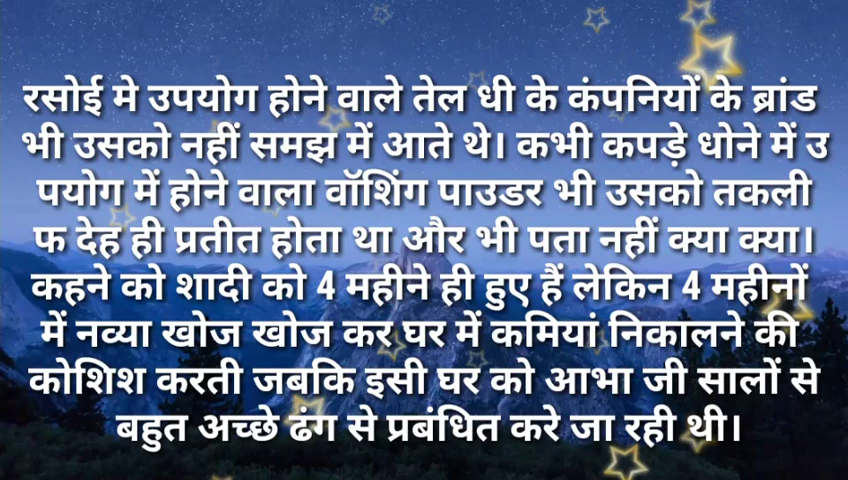 रसोई मे उपयोग होने वाले तेल धी के कंपनियों के ब्रांड
भी उसको नहीं समझ में आते थे। कभी कपड़े धोने में उ
पयोग में होने वाला वॉशिंग पाउडर भी उसको तकली
फ देह ही प्रतीत होता था और भी पता नहीं क्या क्या।
कहने को शादी को 4 महीने ही हुए हैं लेकिन 4 महीनों
में नव्या खोज खोज कर घर में कमियां निकालने की
कोशिश करती जबकि इसी घर को आभा जी सालों से
बहुत अच्छे ढंग से प्रबंधित करे जा रही थी।